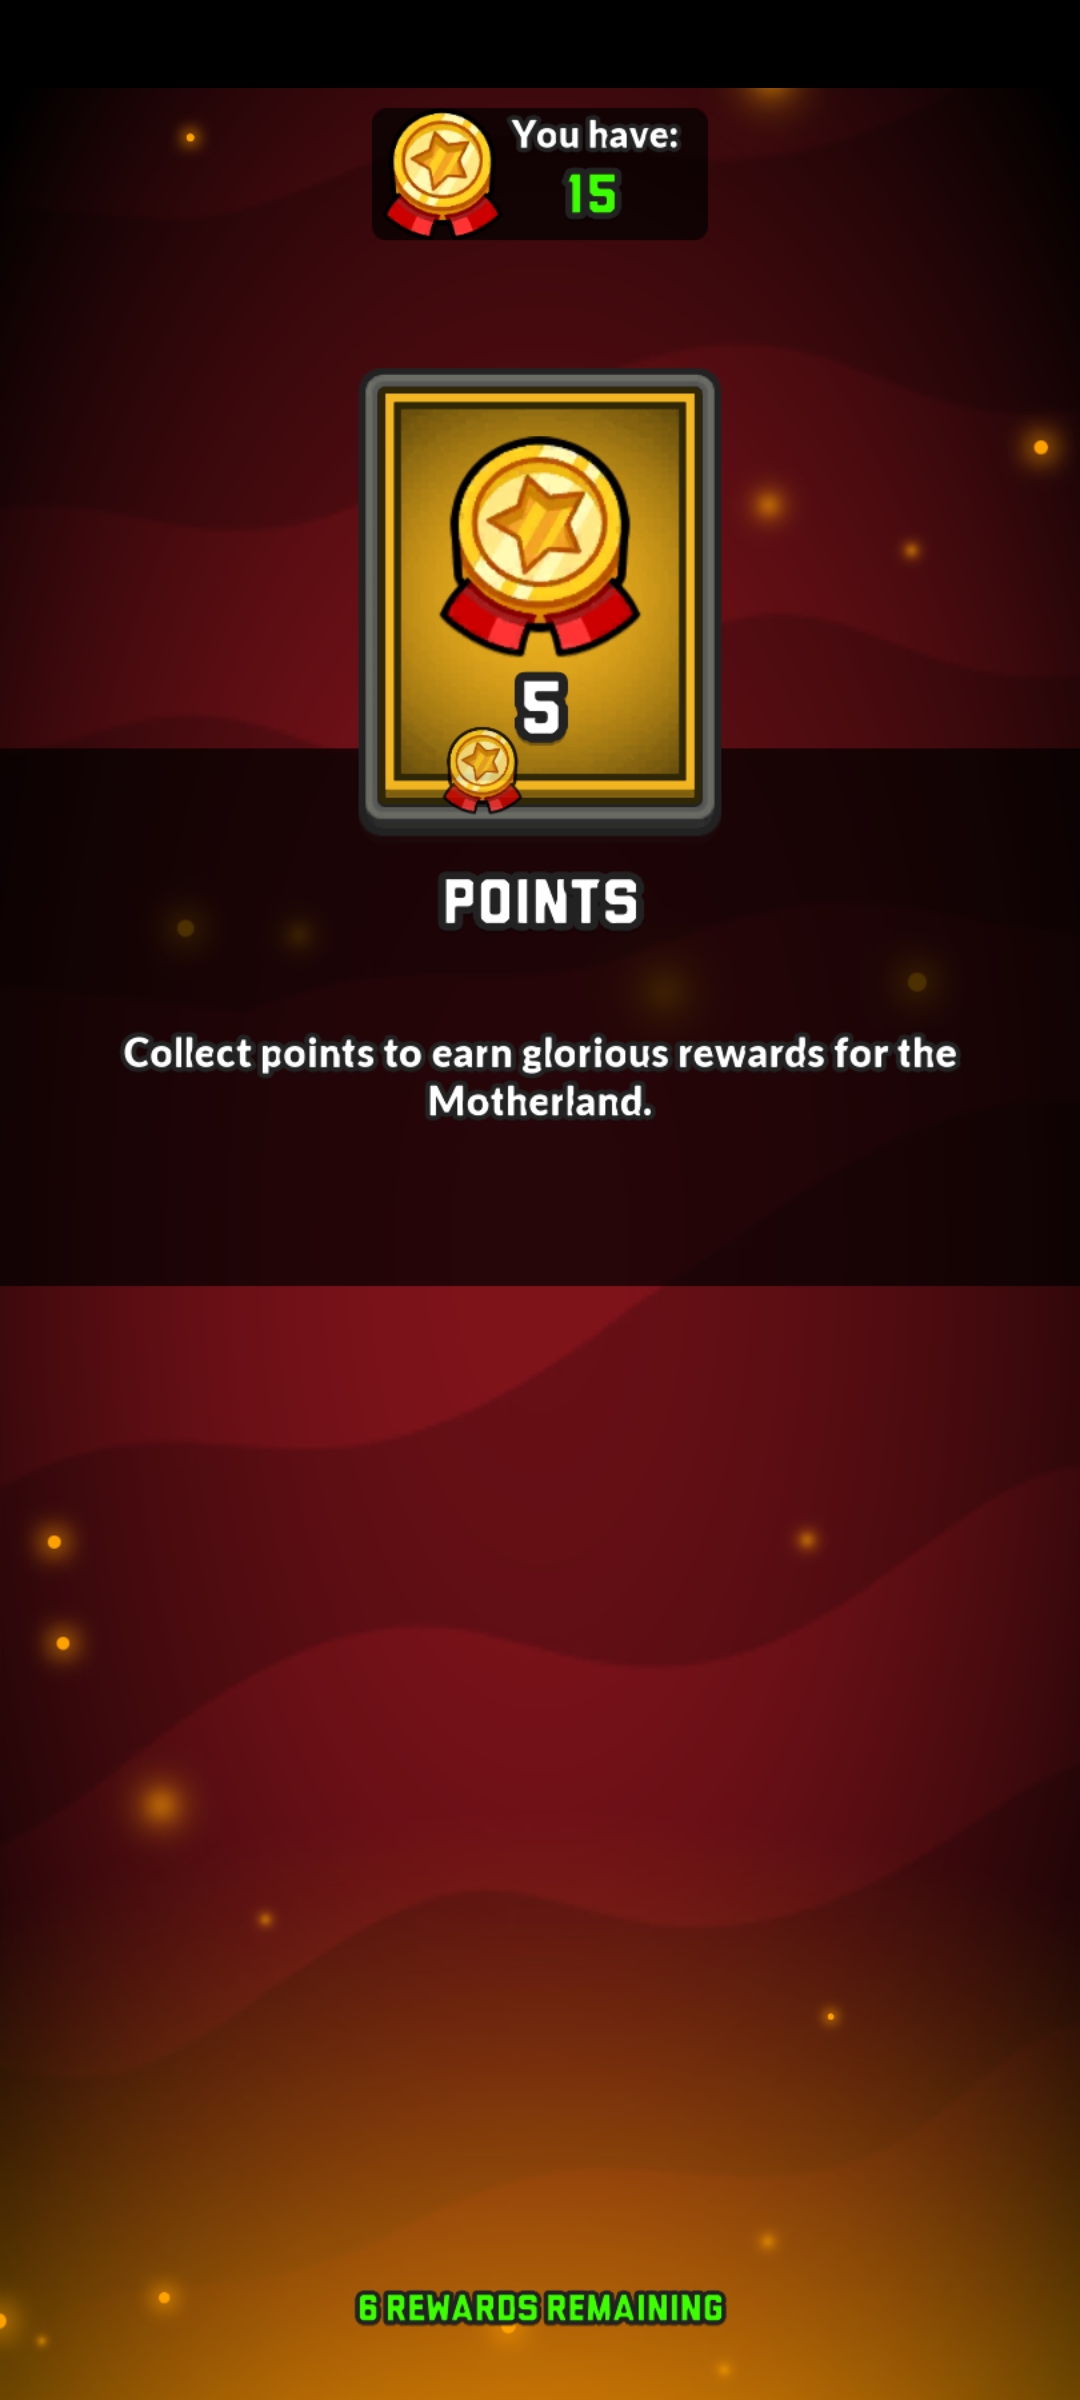 You have:
15
5
POINTS
Collect points to earn glorious rewards for the
Motherland.
6 REWARDS REMAINING